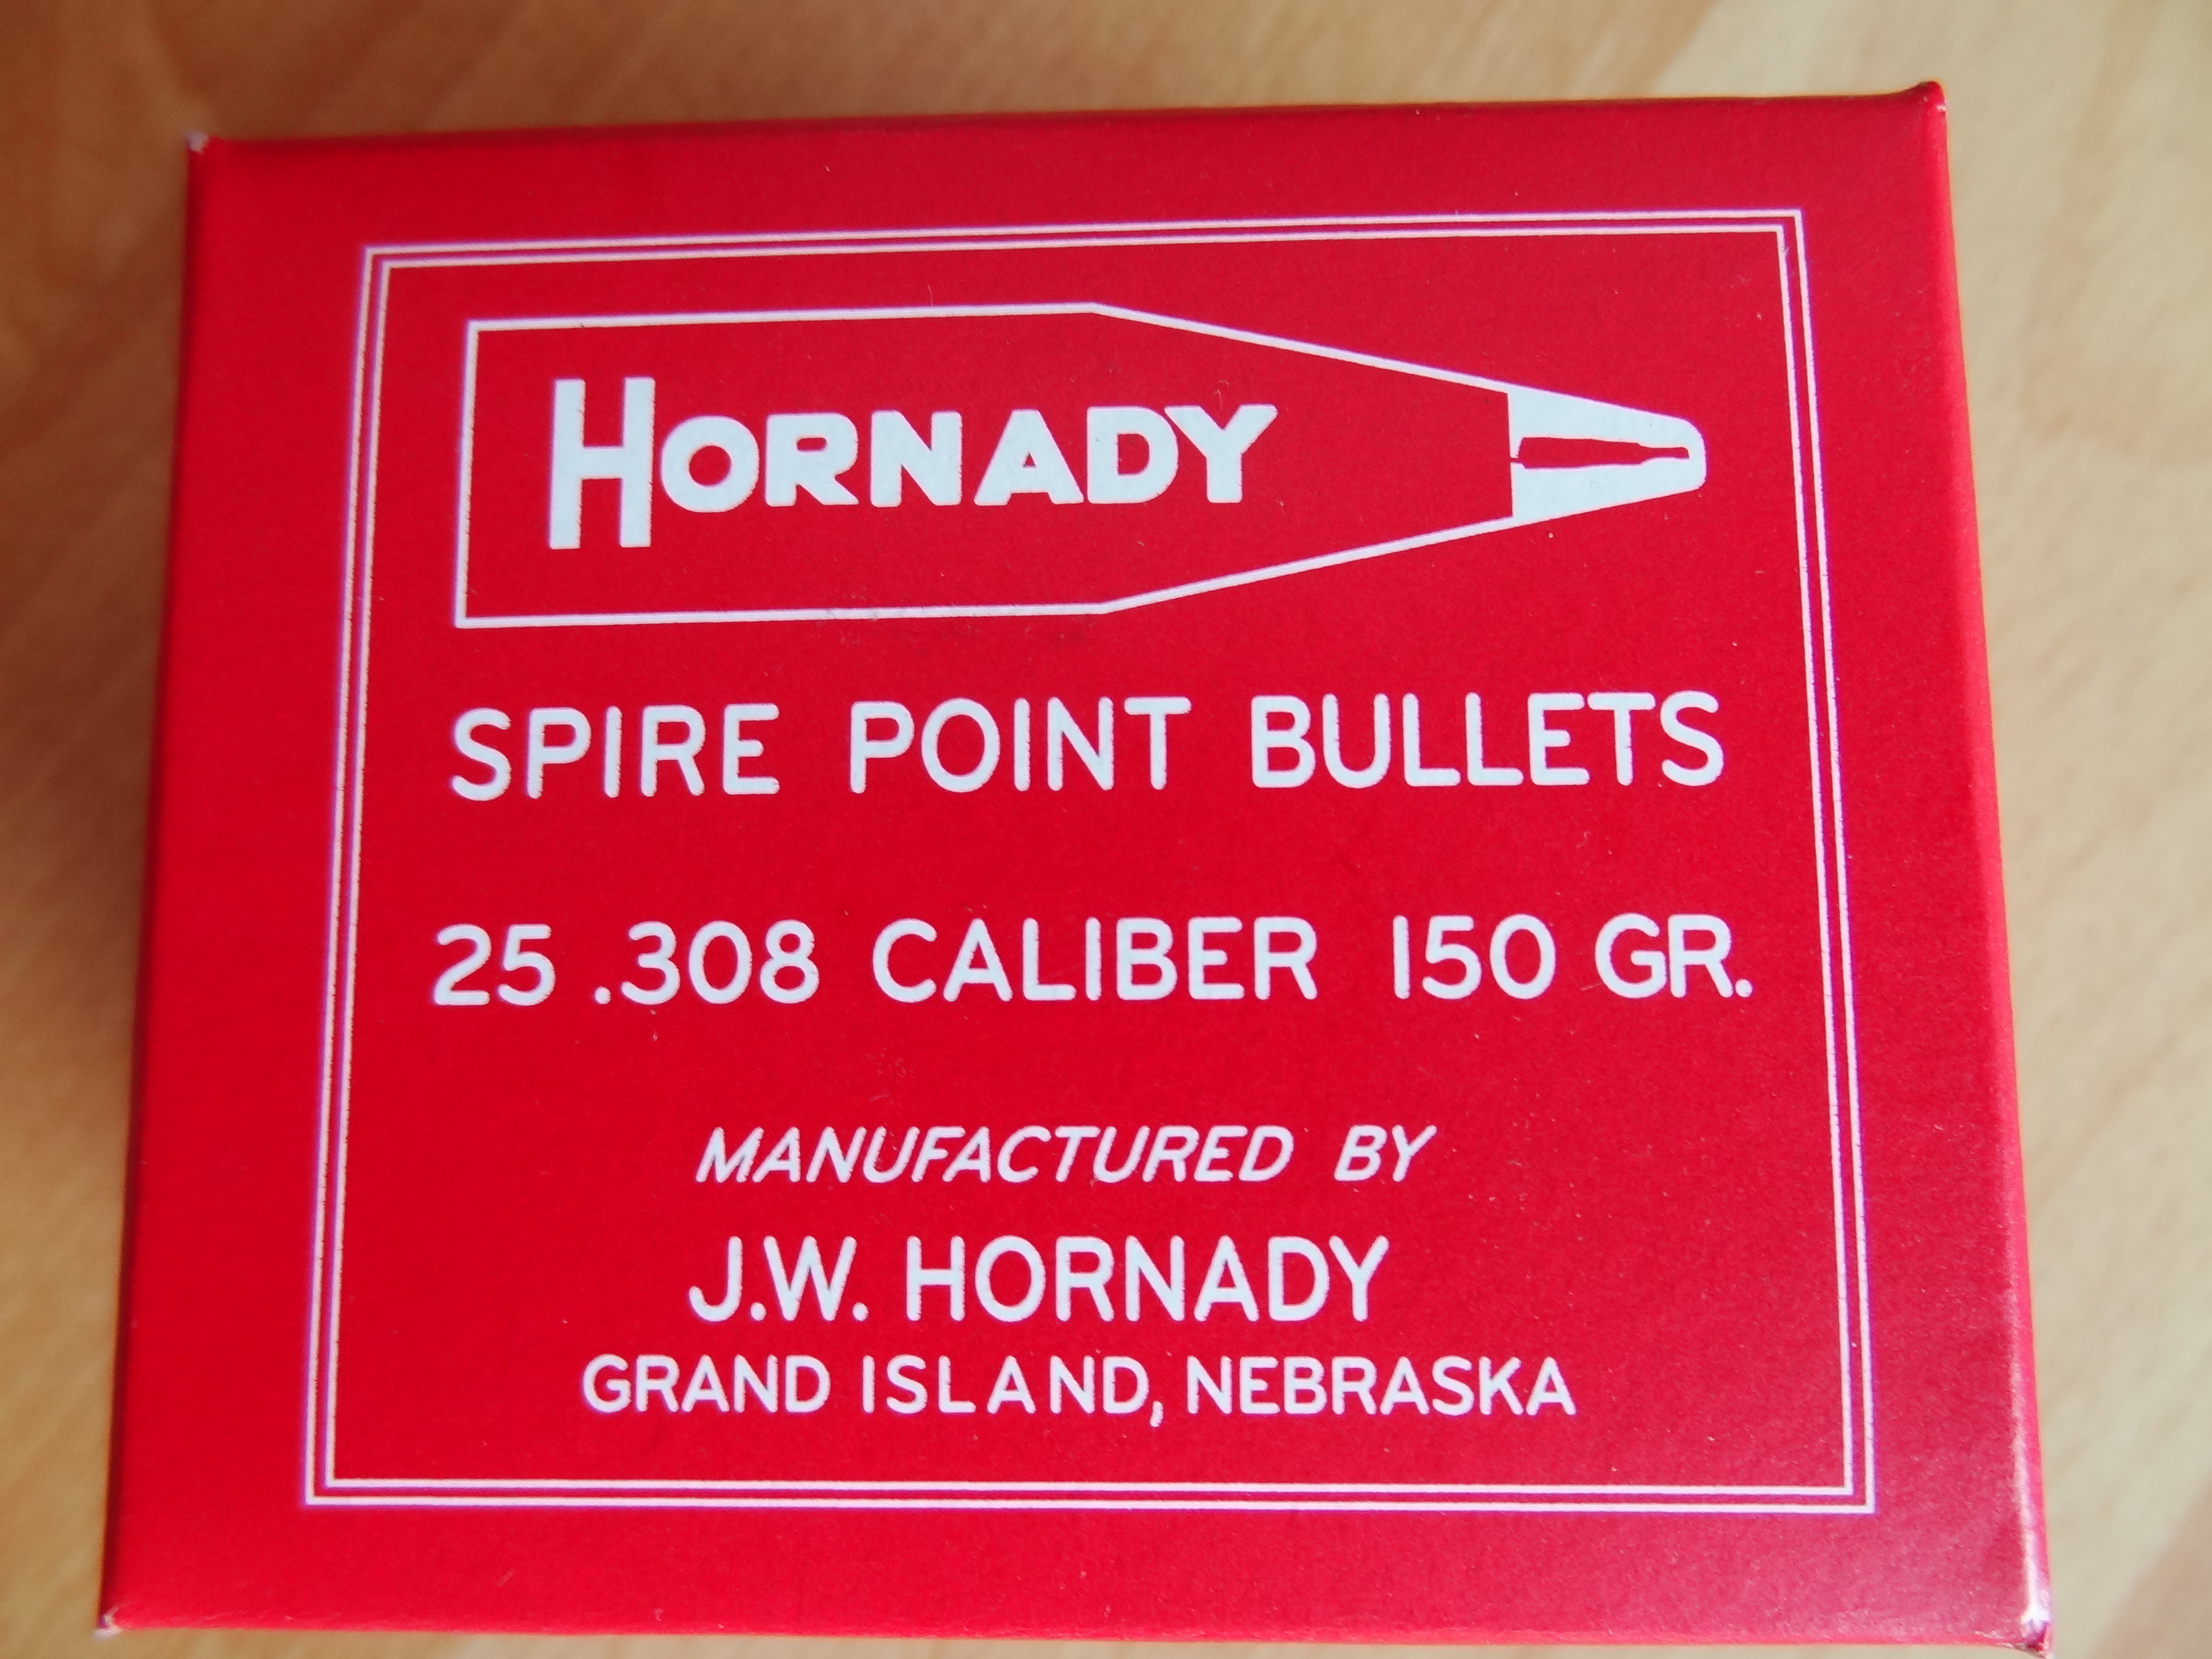 HORNADY
SPIRE POINT BULLETS
25 .308 CALIBER 150 GR.
MANUFACTURED BY
J.W. HORNADY
GRAND ISLAND, NEBRASKA